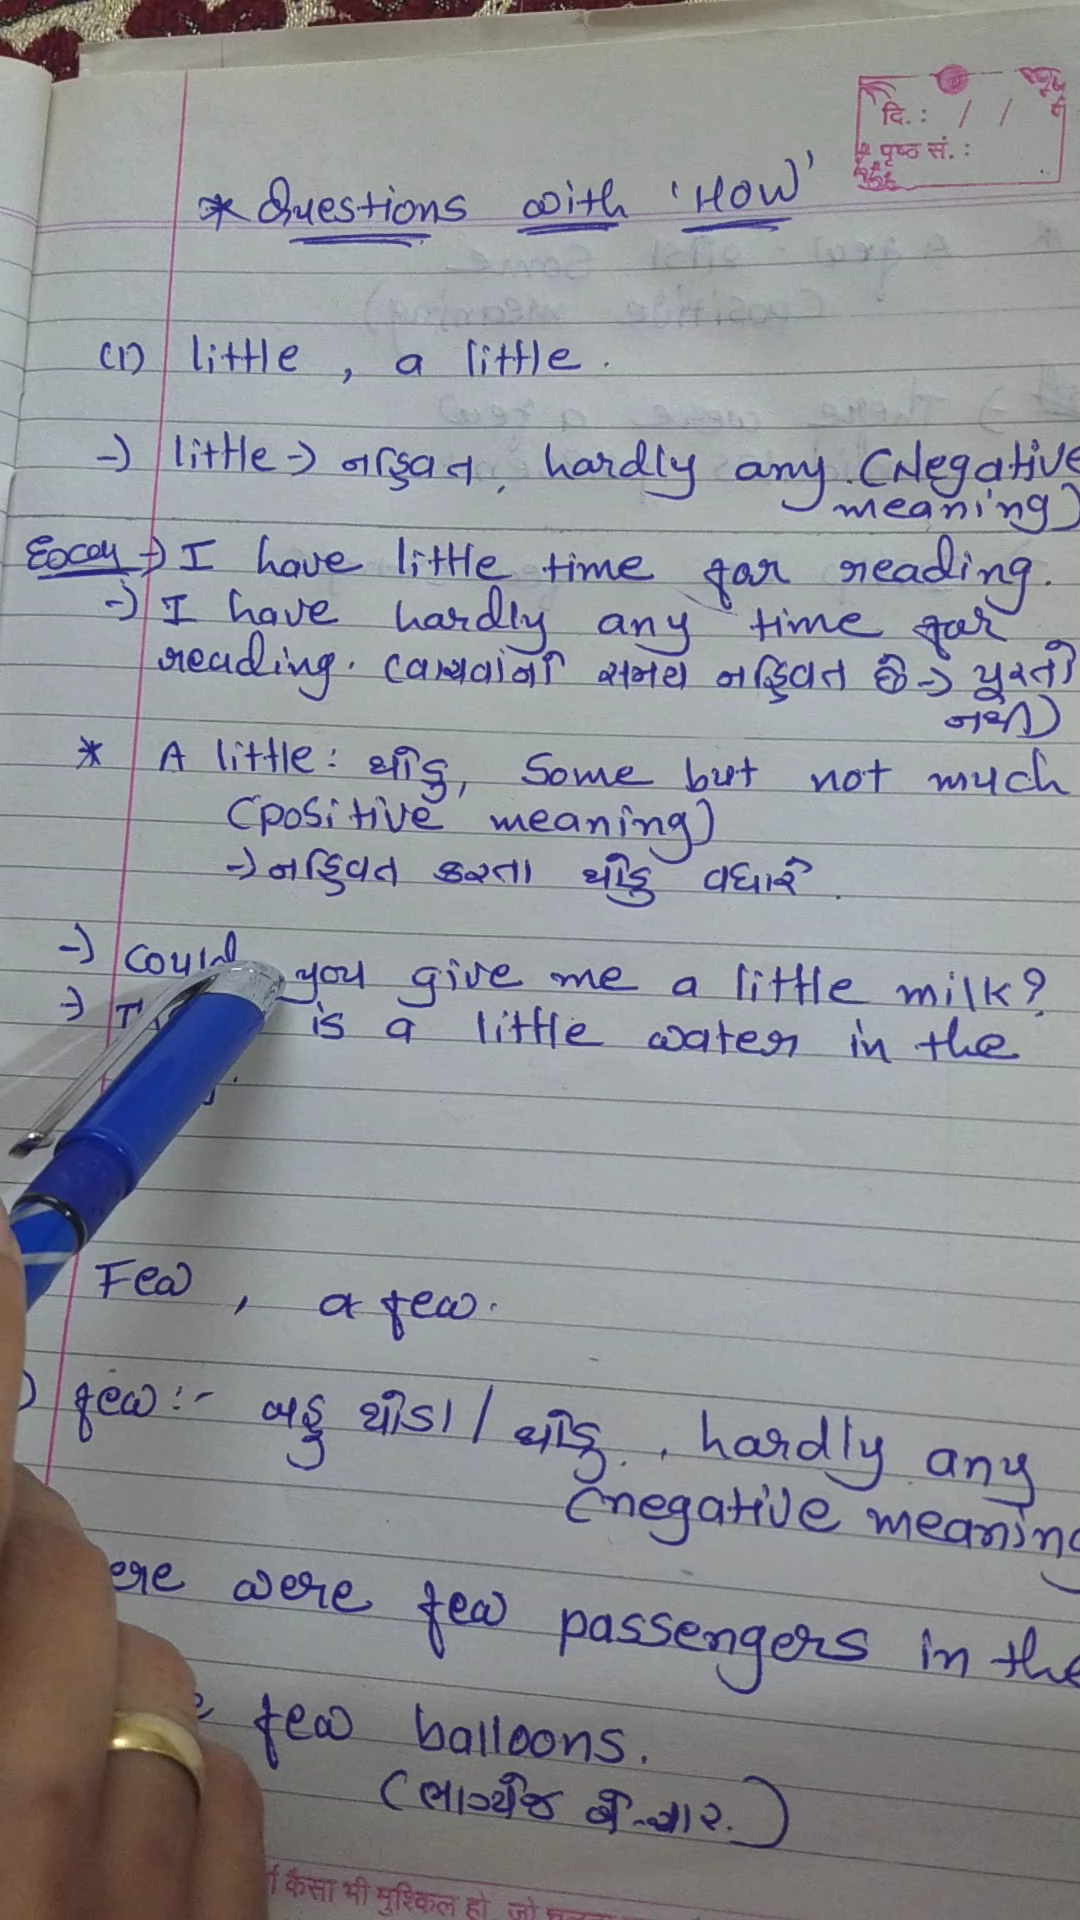 दि.: / /
पृष्ठ सं.:
* Questions with 'HOW'
(1) little, a little.
→ little → નહિવત, hardly any. (Negative
meaning)
→ I have little time for reading.
→ I have hardly any time for
reading. (વાચવાનો સમય નહિવત છે → પૂરતો
નથી)
* A little: થોડુ, Some but not much
(positive meaning)
→ નહિવત કરતા થોડુ વધારે.
→ Could you give me a little milk?
→ is a little water in the
Few, a few.
few:- બહુ થોડા/થોડુ, hardly any
(negative meaning
ere were few passengers in the
few balloons.
(ભાગ્યેજ બે-ચાર.)
कैसा भी मुश्किल हो, जो